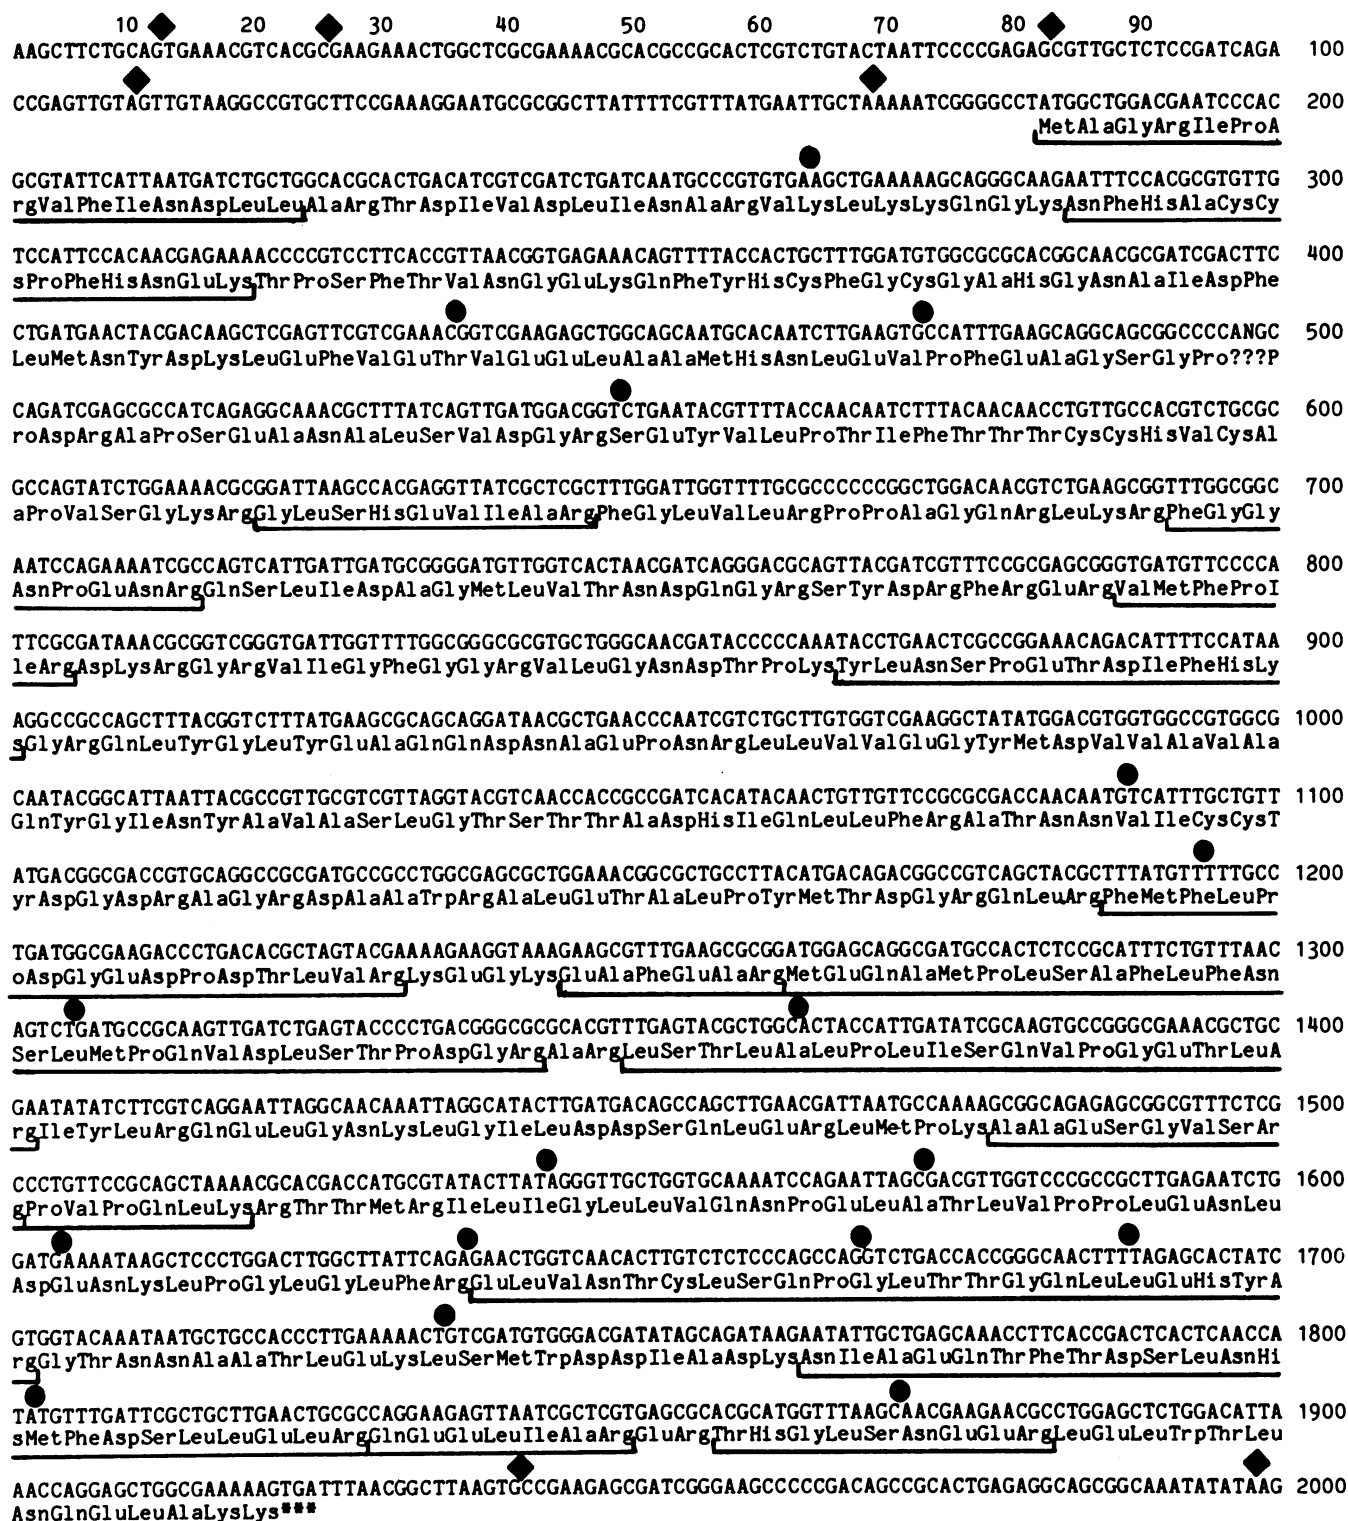 10 20 30 40 50 60 70 80 90
AAGCTTCTGCAGTGAAACGTCACGCGAAGAAACTGGCTCGCGAAAACGCACGCCGCACTCGTCTGTACTAATTCCCCGAGAGCGTTGCTCTCCGATCAGA 100
CCGAGTTGTAGTTGTAAGGCCGTGCTTCCGAAAGGAATGCGCGGCTTATTTTCGTTTATGAATTGCTAAAAATCGGGGCCTATGGCTGGACGAATCCCAC 200
MetAlaGlyArgIleProA
GCGTATTCATTAATGATCTGCTGGCACGCACTGACATCGTCGATCTGATCAATGCCCGTGTGAAGCTGAAAAAGCAGGGCAAGAATTTCCACGCGTGTTG 300
rgValPheIleAsnAspLeuLeuAlaArgThrAspIleValAspLeuIleAsnAlaArgValLysLeuLysLysGlnGlyLysAsnPheHisAlaCysCy
TCCATTCCACAACGAGAAAACCCCGTCCTTCACCGTTAACGGTGAGAAACAGTTTTACCACTGCTTTGGATGTGGCGCGCACGGCAACGCGATCGACTTC 400
sProPheHisAsnGluLysThrProSerPheThrValAsnGlyGluLysGlnPheTyrHisCysPheGlyCysGlyAlaHisGlyAsnAlaIleAspPhe
CTGATGAACTACGACAAGCTCGAGTTCGTCGAAACGGTCGAAGAGCTGGCAGCAATGCACAATCTTGAAGTGCCATTTGAAGCAGGCAGCGGCCCCANGC 500
LeuMetAsnTyrAspLysLeuGluPheValGluThrValGluGluLeuAlaAlaMetHisAsnLeuGluValProPheGluAlaGlySerGlyPro???P
CAGATCGAGCGCCATCAGAGGCAAACGCTTTATCAGTTGATGGACGGTCTGAATACGTTTTACCAACAATCTTTACAACAACCTGTTGCCACGTCTGCGC 600
roAspArgAlaProSerGluAlaAsnAlaLeuSerValAspGlyArgSerGluTyrValLeuProThrIlePheThrThrThrCysCysHisValCysAl
GCCAGTATCTGGAAAACGCGGATTAAGCCACGAGGTTATCGCTCGCTTTGGATTGGTTTTGCGCCCCCCGGCTGGACAACGTCTGAAGCGGTTTGGCGGC 700
aProValSerGlyLysArgGlyLeuSerHisGluValIleAlaArgPheGlyLeuValLeuArgProProAlaGlyGlnArgLeuLysArgPheGlyGly
AATCCAGAAAATCGCCAGTCATTGATTGATGCGGGGATGTTGGTCACTAACGATCAGGGACGCAGTTACGATCGTTTCCGCGAGCGGGTGATGTTCCCCA 800
AsnProGluAsnArgGlnSerLeuIleAspAlaGlyMetLeuValThrAsnAspGlnGlyArgSerTyrAspArgPheArgGluArgValMetPheProI
TTCGCGATAAACGCGGTCGGGTGATTGGTTTTGGCGGGCGCGTGCTGGGCAACGATACCCCCAAATACCTGAACTCGCCGGAAACAGACATTTTCCATAA 900
leArgAspLysArgGlyArgValIleGlyPheGlyGlyArgValLeuGlyAsnAspThrProLysTyrLeuAsnSerProGluThrAspIlePheHisLy
AGGCCGCCAGCTTTACGGTCTTTATGAAGCGCAGCAGGATAACGCTGAACCCAATCGTCTGCTTGTGGTCGAAGGCTATATGGACGTGGTGGCCGTGGCG 1000
sGlyArgGlnLeuTyrGlyLeuTyrGluAlaGlnGlnAspAsnAlaGluProAsnArgLeuLeuValValGluGlyTyrMetAspValValAlaValAla
CAATACGGCATTAATTACGCCGTTGCGTCGTTAGGTACGTCAACCACCGCCGATCACATACAACTGTTGTTCCGCGCGACCAACAATGTCATTTGCTGTT 1100
GlnTyrGlyIleAsnTyrAlaValAlaSerLeuGlyThrSerThrThrAlaAspHisIleGlnLeuLeuPheArgAlaThrAsnAsnValIleCysCysT
ATGACGGCGACCGTGCAGGCCGCGATGCCGCCTGGCGAGCGCTGGAAACGGCGCTGCCTTACATGACAGACGGCCGTCAGCTACGCTTTATGTTTTTGCC 1200
yrAspGlyAspArgAlaGlyArgAspAlaAlaTrpArgAlaLeuGluThrAlaLeuProTyrMetThrAspGlyArgGlnLeuArgPheMetPheLeuPr
TGATGGCGAAGACCCTGACACGCTAGTACGAAAAGAAGGTAAAGAAGCGTTTGAAGCGCGGATGGAGCAGGCGATGCCACTCTCCGCATTTCTGTTTAAC 1300
oAspGlyGluAspProAspThrLeuValArgLysGluGlyLysGluAlaPheGluAlaArgMetGluGlnAlaMetProLeuSerAlaPheLeuPheAsn
AGTCTGATGCCGCAAGTTGATCTGAGTACCCCTGACGGGCGCGCACGTTTGAGTACGCTGGCACTACCATTGATATCGCAAGTGCCGGGCGAAACGCTGC 1400
SerLeuMetProGlnValAspLeuSerThrProAspGlyArgAlaArgLeuSerThrLeuAlaLeuProLeuIleSerGlnValProGlyGluThrLeuA
GAATATATCTTCGTCAGGAATTAGGCAACAAATTAGGCATACTTGATGACAGCCAGCTTGAACGATTAATGCCAAAAGCGGCAGAGAGCGGCGTTTCTCG 1500
rgIleTyrLeuArgGlnGluLeuGlyAsnLysLeuGlyIleLeuAspAspSerGlnLeuGluArgLeuMetProLysAlaAlaGluSerGlyValSerAr
CCCTGTTCCGCAGCTAAAACGCACGACCATGCGTATACTTATAGGGTTGCTGGTGCAAAATCCAGAATTAGCGACGTTGGTCCCGCCGCTTGAGAATCTG 1600
gProValProGlnLeuLysArgThrThrMetArgIleLeuIleGlyLeuLeuValGlnAsnProGluLeuAlaThrLeuValProProLeuGluAsnLeu
GATGAAAATAAGCTCCCTGGACTTGGCTTATTCAGAGAACTGGTCAACACTTGTCTCTCCCAGCCAGGTCTGACCACCGGGCAACTTTTAGAGCACTATC 1700
AspGluAsnLysLeuProGlyLeuGlyLeuPheArgGluLeuValAsnThrCysLeuSerGlnProGlyLeuThrThrGlyGlnLeuLeuGluHisTyrA
GTGGTACAAATAATGCTGCCACCCTTGAAAAACTGTCGATGTGGGACGATATAGCAGATAAGAATATTGCTGAGCAAACCTTCACCGACTCACTCAACCA 1800
rgGlyThrAsnAsnAlaAlaThrLeuGluLysLeuSerMetTrpAspAspIleAlaAspLysAsnIleAlaGluGlnThrPheThrAspSerLeuAsnHi
TATGTTTGATTCGCTGCTTGAACTGCGCCAGGAAGAGTTAATCGCTCGTGAGCGCACGCATGGTTTAAGCAACGAAGAACGCCTGGAGCTCTGGACATTA 1900
sMetPheAspSerLeuLeuGluLeuArgGlnGluGluLeuIleAlaArgGluArgThrHisGlyLeuSerAsnGluGluArgLeuGluLeuTrpThrLeu
AACCAGGAGCTGGCGAAAAAGTGATTTAACGGCTTAAGTGCCGAAGAGCGATCGGGAAGCCCCCGACAGCCGCACTGAGAGGCAGCGGCAAATATATAAG 2000
AsnGlnGluLeuAlaLysLys***